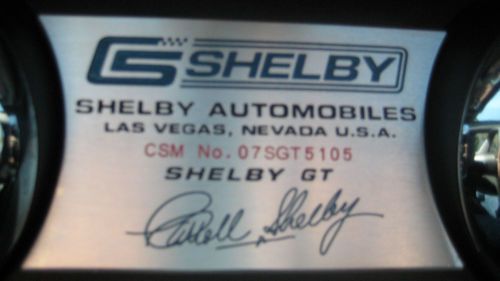 CS SHELBY
SHELBY AUTOMOBILES
LAS VEGAS, NEVADA U.S.A.
CSM No. 07SGT5105
SHELBY GT
Carroll Shelby